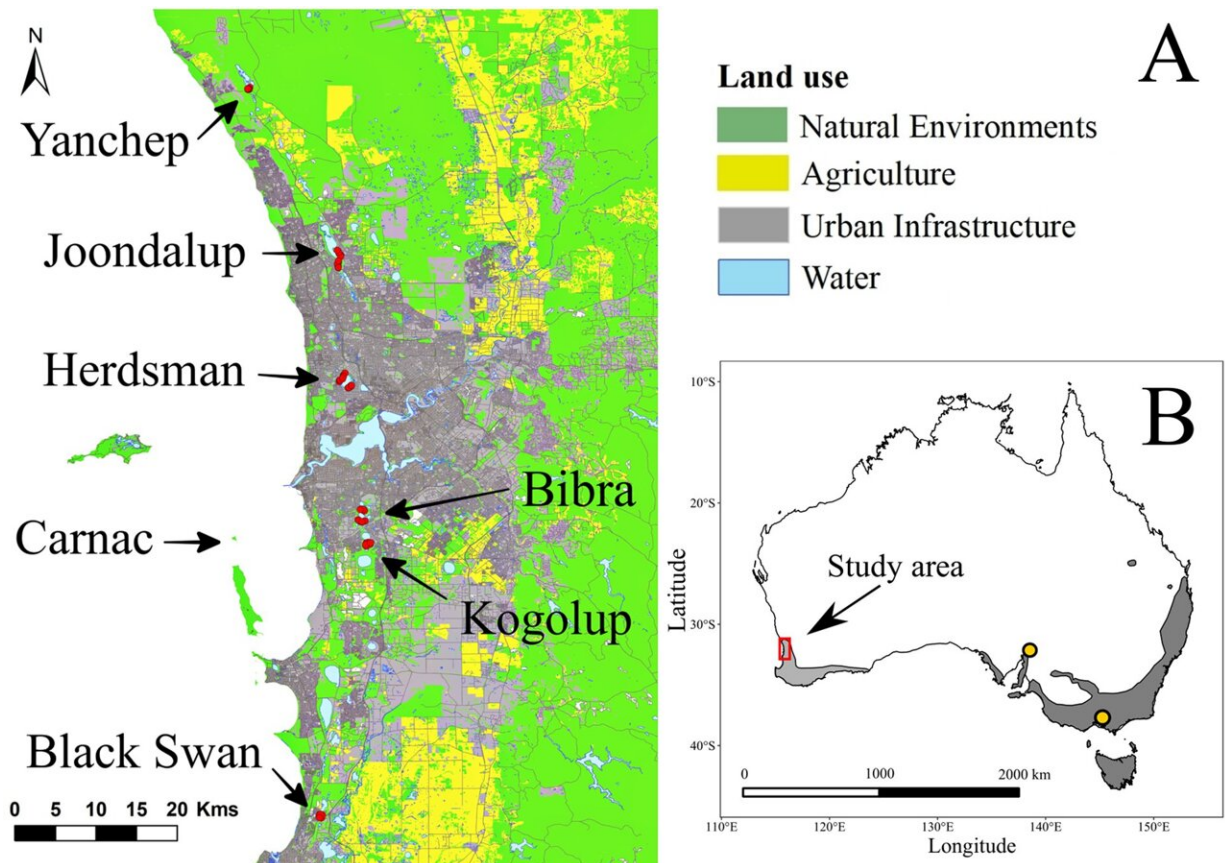 N
Yanchep
Joondalup
Herdsman
Bibra
Carnac
Kogolup
Black Swan
0 5 10 15 20 Kms
A
Land use
Natural Environments
Agriculture
Urban Infrastructure
Water
B
10°S
20°S
30°S
40°S
Latitude
Study area
0 1000 2000 km
110°E 120°E 130°E 140°E 150°E
Longitude